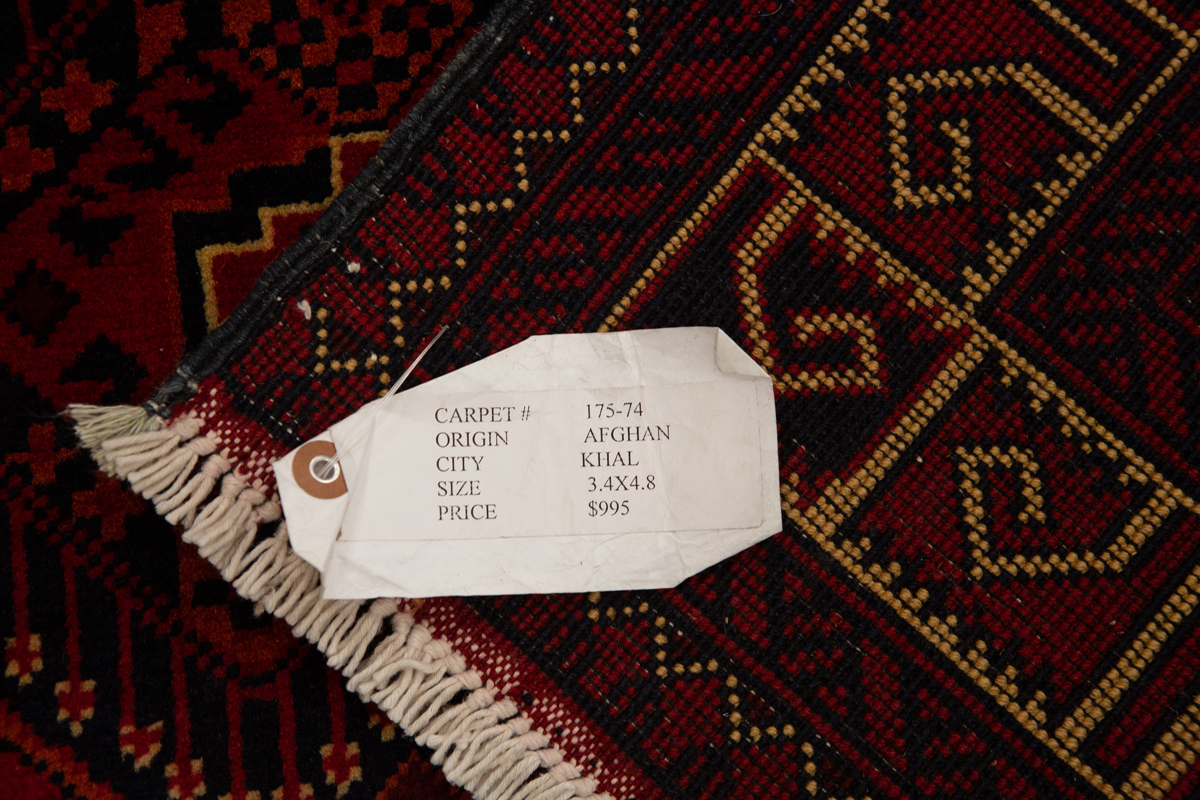 CARPET # 175-74
ORIGIN AFGHAN
CITY KHAL
SIZE 3.4X4.8
PRICE $995